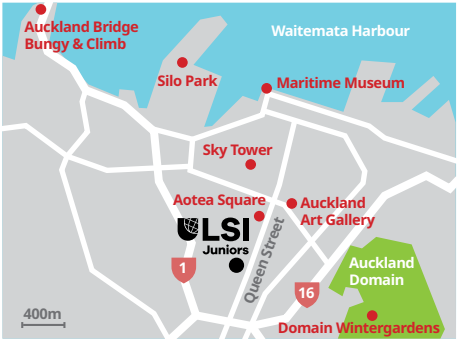 Auckland Bridge
Bungy & Climb
Waitemata Harbour
Silo Park
Maritime Museum
Sky Tower
Aotea Square
Auckland
Art Gallery
LSI
Juniors
Queen Street
Auckland
Domain
1
16
400m
Domain Wintergardens